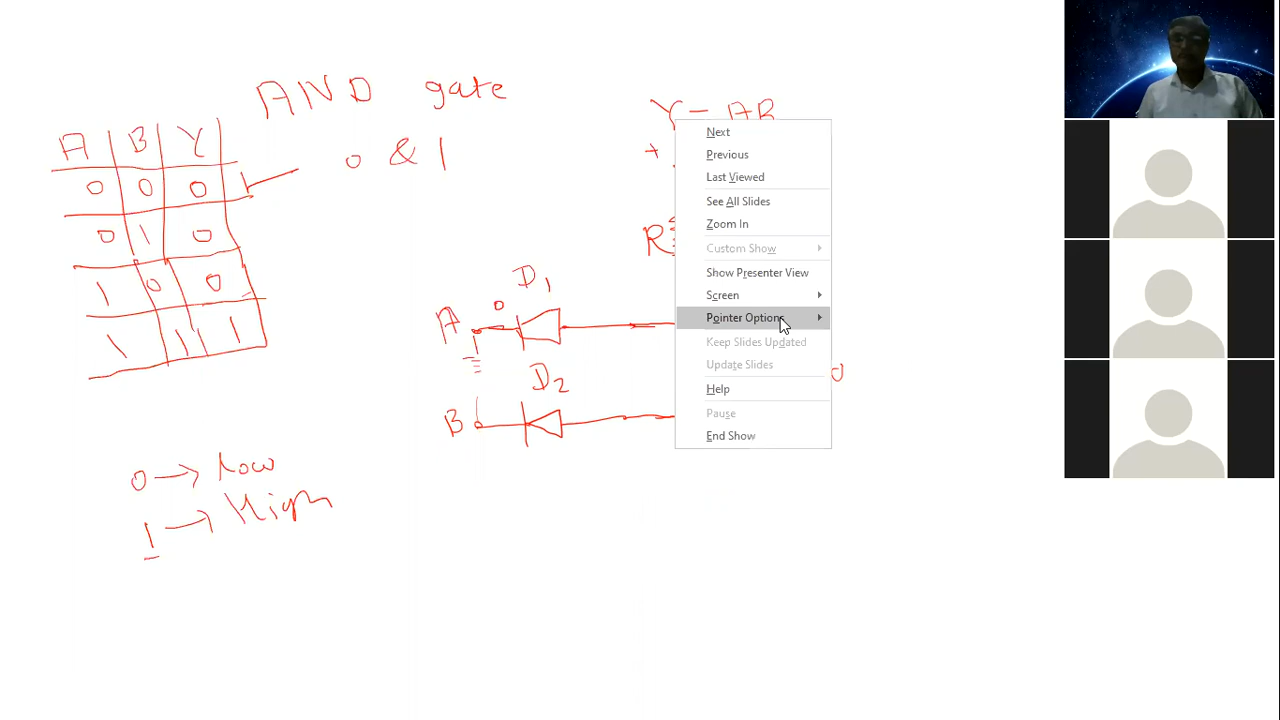 AND gate
A B Y
0 0 0
0 1 0
1 0 0
1 1 1
0 & 1
Y = AB
+
R
D1
A
0
D2
B
0
0 → Low
1 → High
Next
Previous
Last Viewed
See All Slides
Zoom In
Custom Show
Show Presenter View
Screen
Pointer Options
Keep Slides Updated
Update Slides
Help
Pause
End Show